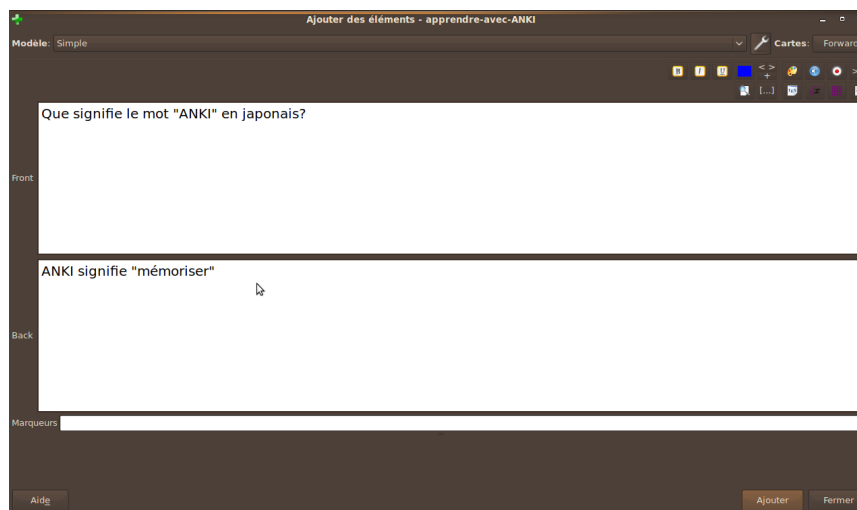 Ajouter des éléments - apprendre-avec-ANKI
Modèle: Simple Cartes: Forward
[...]
Front
Que signifie le mot "ANKI" en japonais?
Back
ANKI signifie "mémoriser"
Marqueurs
Aide Ajouter Fermer